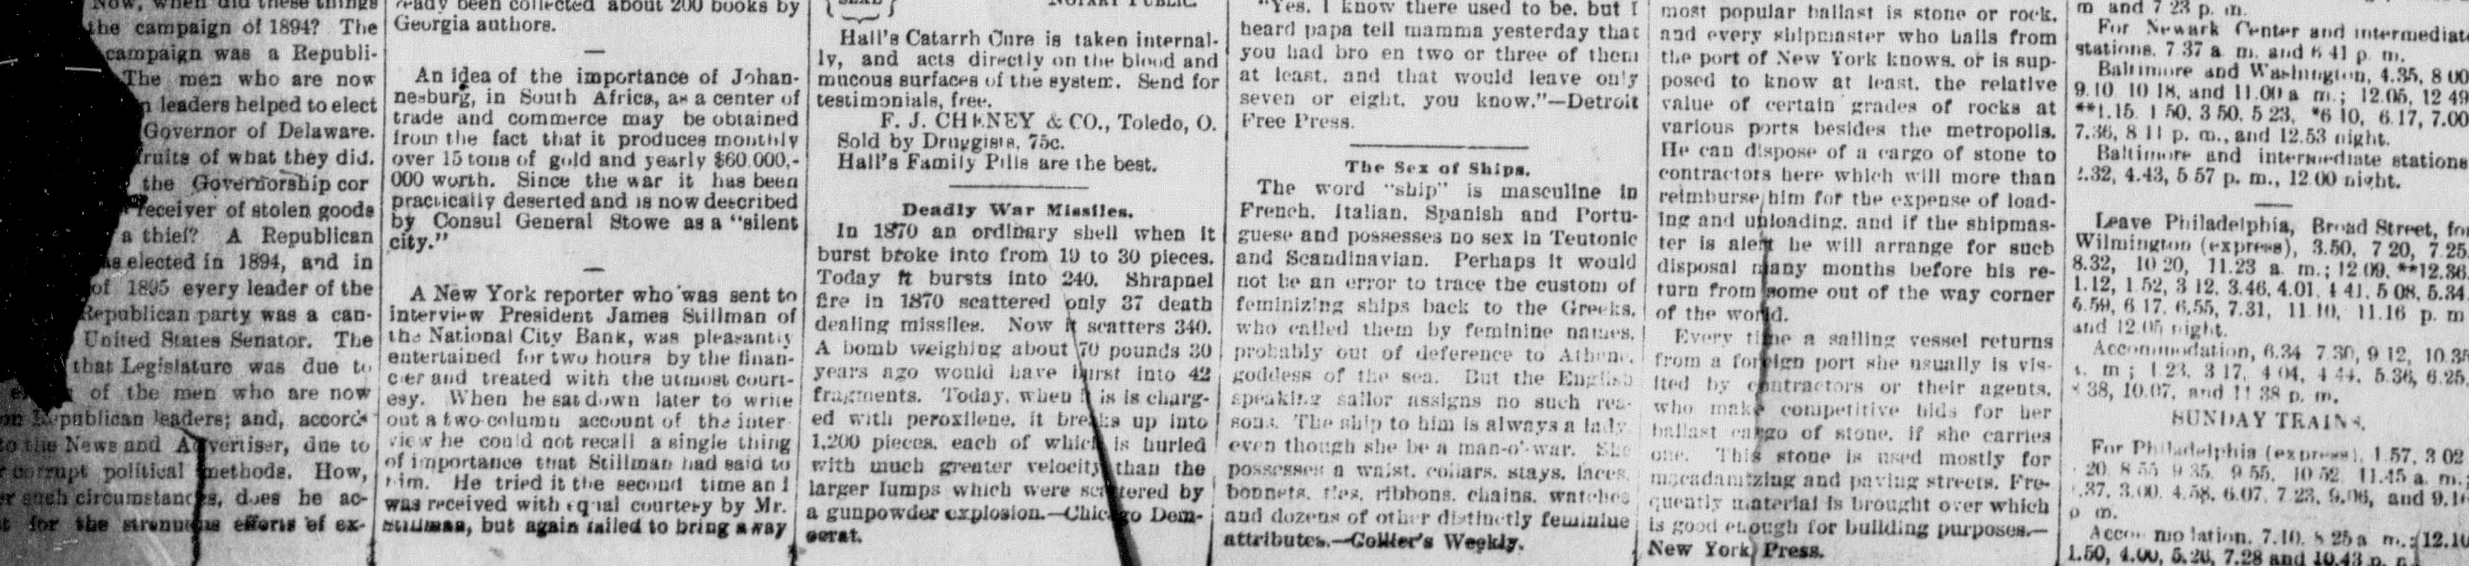 Now, when did these things
the campaign of 1894? The
campaign was a Republi-
The men who are now
leaders helped to elect
Governor of Delaware.
fruits of what they did.
the Governorship cor
receiver of stolen goods
a thief? A Republican
elected in 1894, and in
of 1895 every leader of the
Republican party was a can-
United States Senator. The
that Legislature was due to
of the men who are now
Republican leaders; and, accord-
to the News and Advertiser, due to
corrupt political methods. How,
such circumstances, does he ac-
for the strenuous efforts of ex-
ready been collected about 200 books by
Georgia authors.
An idea of the importance of Johan-
nesburg, in South Africa, as a center of
trade and commerce may be obtained
from the fact that it produces monthly
over 15 tons of gold and yearly $60,000,-
000 worth. Since the war it has been
practically deserted and is now described
by Consul General Stowe as a "silent
city."
A New York reporter who was sent to
interview President James Stillman of
the National City Bank, was pleasantly
entertained for two hours by the finan-
cier and treated with the utmost court-
esy. When he sat down later to write
out a two-column account of the inter
view he could not recall a single thing
of importance that Stillman had said to
him. He tried it the second time and
was received with equal courtesy by Mr.
Stillman, but again failed to bring away
{ SEAL } NOTARY PUBLIC.
Hall's Catarrh Cure is taken internal-
ly, and acts directly on the blood and
mucous surfaces of the system. Send for
testimonials, free.
F. J. CHENEY & CO., Toledo, O.
Sold by Druggists, 75c.
Hall's Family Pills are the best.
Deadly War Missiles.
In 1870 an ordinary shell when it
burst broke into from 19 to 30 pieces.
Today it bursts into 240. Shrapnel
fire in 1870 scattered only 37 death
dealing missiles. Now it scatters 340.
A bomb weighing about 70 pounds 30
years ago would have burst into 42
fragments. Today, when it is charg-
ed with peroxilene, it breaks up into
1,200 pieces, each of which is hurled
with much greater velocity than the
larger lumps which were scattered by
a gunpowder explosion.—Chicago Dem-
ocrat.
"Yes, I know there used to be, but I
heard papa tell mamma yesterday that
you had bro en two or three of them
at least, and that would leave only
seven or eight, you know."—Detroit
Free Press.
The Sex of Ships.
The word "ship" is masculine in
French, Italian, Spanish and Portu-
guese and possesses no sex in Teutonic
and Scandinavian. Perhaps it would
not be an error to trace the custom of
feminizing ships back to the Greeks,
who called them by feminine names,
probably out of deference to Athene,
goddess of the sea. But the English
speaking sailor assigns no such rea-
sons. The ship to him is always a lady,
even though she be a man-o'-war. She
possesses a waist, collars, stays, laces,
bonnets, ties, ribbons, chains, watches
and dozens of other distinctly feminine
attributes.—Collier's Weekly.
most popular ballast is stone or rock,
and every shipmaster who hails from
the port of New York knows, or is sup-
posed to know at least, the relative
value of certain grades of rocks at
various ports besides the metropolis.
He can dispose of a cargo of stone to
contractors here which will more than
reimburse him for the expense of load-
ing and unloading, and if the shipmas-
ter is alert he will arrange for such
disposal many months before his re-
turn from some out of the way corner
of the world.
Every time a sailing vessel returns
from a foreign port she usually is vis-
ited by contractors or their agents,
who make competitive bids for her
ballast cargo of stone, if she carries
one. This stone is used mostly for
macadamizing and paving streets. Fre-
quently material is brought over which
is good enough for building purposes.—
New York Press.
m and 7 23 p. m.
For Newark Center and intermediate
stations, 7.37 a m. and 6 41 p. m.
Baltimore and Washington, 4.35, 8 00
9.10 10 18, and 11.00 a m.; 12.05, 12 49
**1.15 1 50, 3 50, 5 23, *6 10, 6.17, 7.00
7.36, 8 11 p. m., and 12.53 night.
Baltimore and intermediate stations
2.32, 4.43, 5 57 p. m., 12.00 night.
Leave Philadelphia, Broad Street, for
Wilmington (express), 3.50, 7 20, 7.25
8.32, 10 20, 11.23 a. m.; 12 09, **12.36
1.12, 1 52, 3 12, 3.46, 4.01, 4 41, 5 08, 5.34
5.59, 6 17, 6.55, 7.31, 11.10, 11.16 p. m
and 12.05 night.
Accommodation, 6.34 7.30, 9 12, 10.35
m; 1 23, 3 17, 4 04, 4 44, 5.36, 6.25,
38, 10.07, and 11 38 p. m.
SUNDAY TRAINS,
For Philadelphia (express), 1.57, 3 02
20, 8 55 9 35, 9 55, 10 52 11.45 a. m.;
37, 3.00, 4.58, 6.07, 7 23, 9.06, and
p m.
Accommolation, 7.10, 8 25 a m.; 12.10
1.50, 4.00, 5.20, 7.28 and 10.43 p.